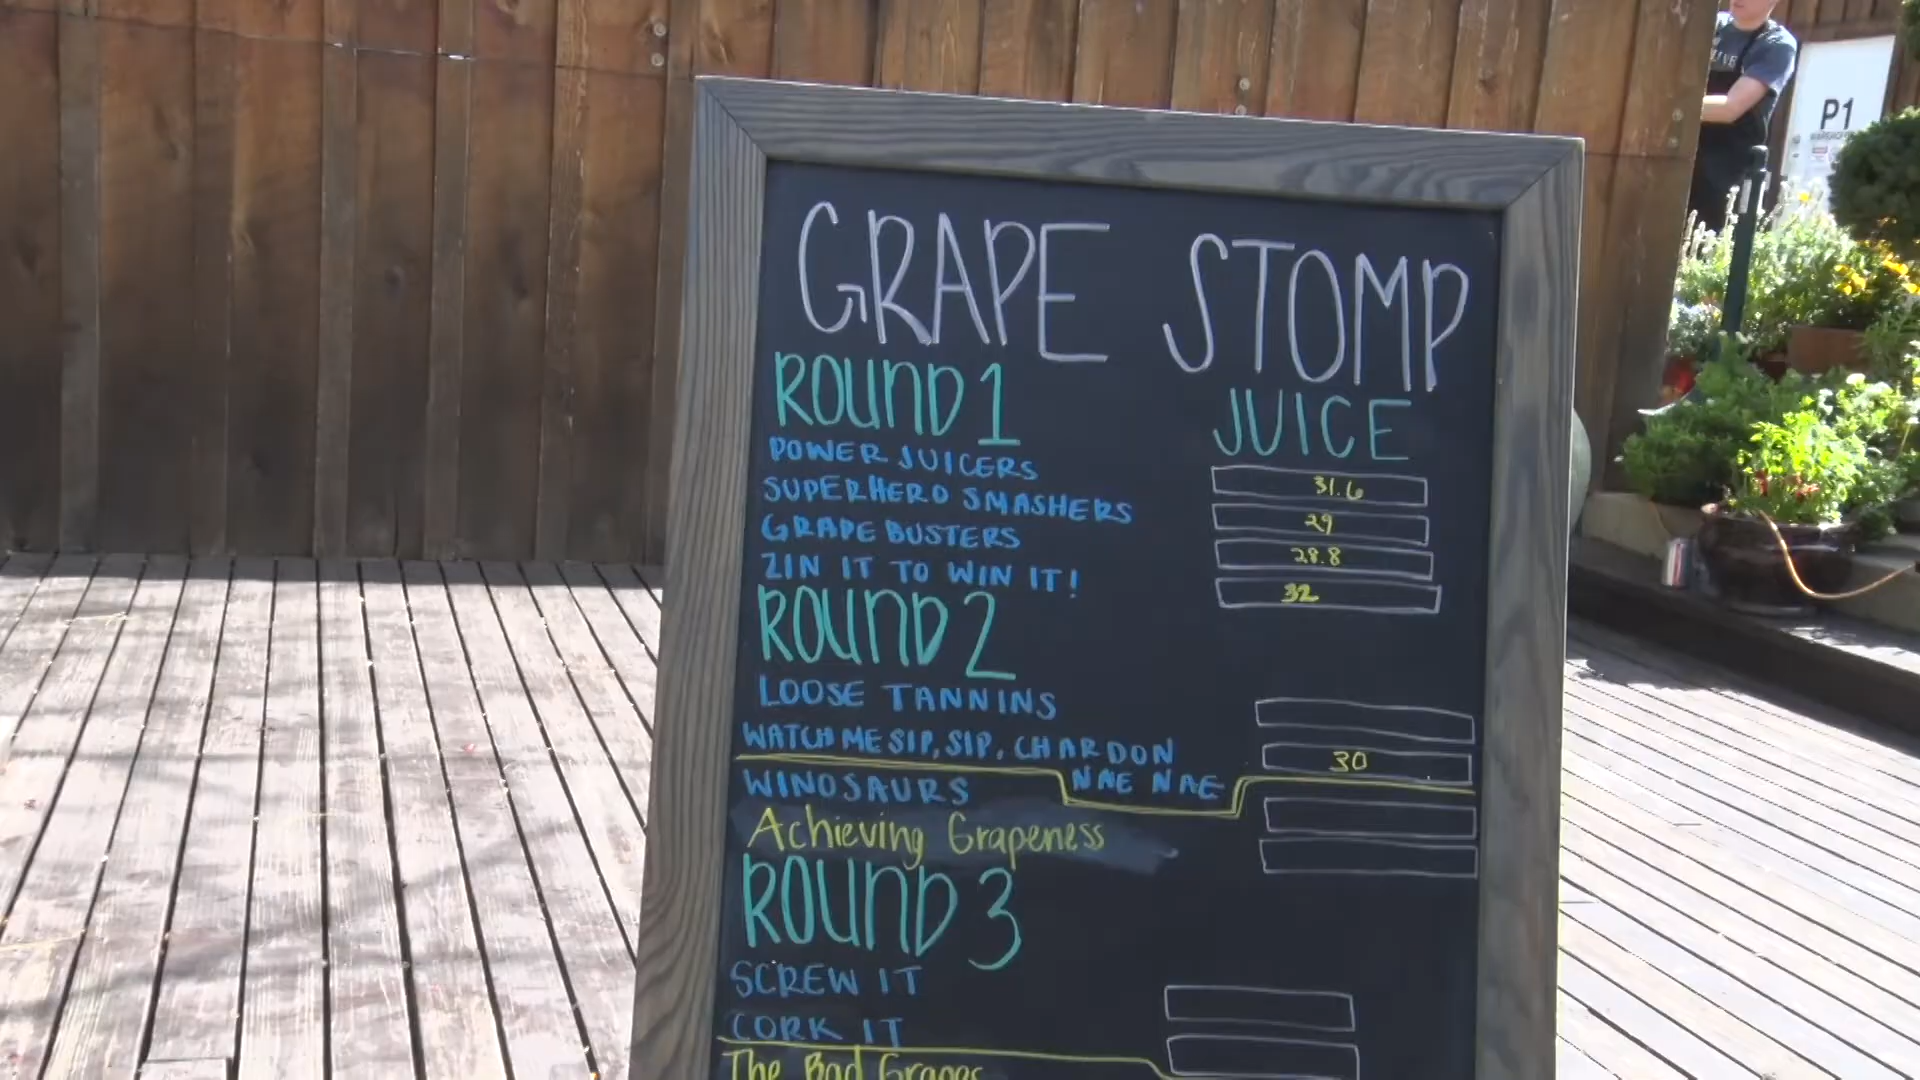 P1
GRAPE STOMP
ROUND 1 JUICE
POWER JUICERS 31.6
SUPERHERO SMASHERS 29
GRAPE BUSTERS 28.8
ZIN IT TO WIN IT! 32
ROUND 2
LOOSE TANNINS
WATCH ME SIP, SIP, CHARDON 30
NAE NAE
WINOSAURS
Achieving Grapeness
ROUND 3
SCREW IT
CORK IT
The Bad Grapes